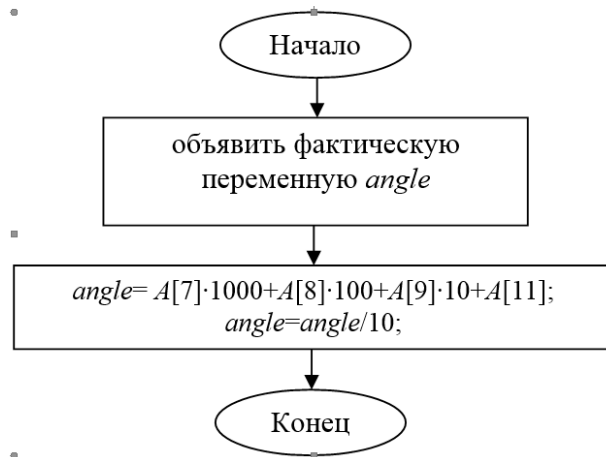 Начало
объявить фактическую
переменную angle
angle= A[7]·1000+A[8]·100+A[9]·10+A[11];
angle=angle/10;
Конец